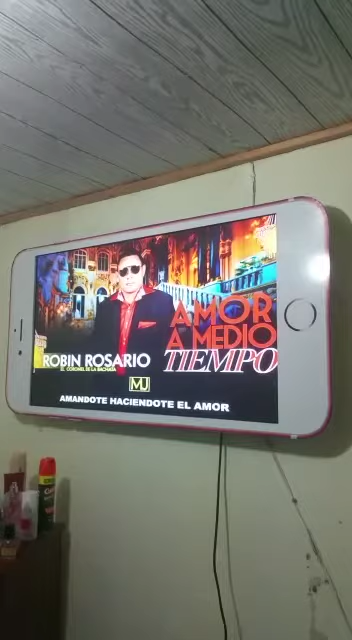 AMOR
A MEDIO
TIEMPO
ROBIN ROSARIO
EL CORONEL DE LA BACHATA
MJ
AMANDOTE HACIENDOTE EL AMOR